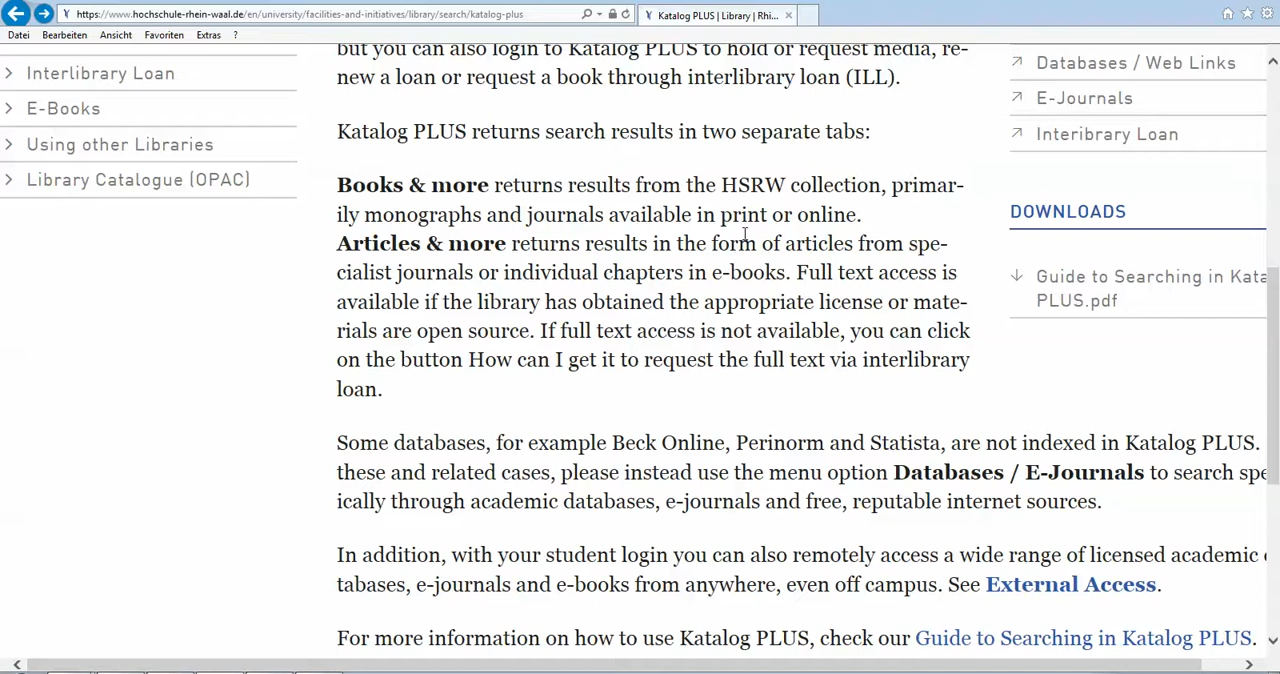 https://www.hochschule-rhein-waal.de/en/university/facilities-and-initiatives/library/search/katalog-plus
Katalog PLUS | Library | Rhi...
Datei Bearbeiten Ansicht Favoriten Extras ?
Interlibrary Loan
E-Books
Using other Libraries
Library Catalogue (OPAC)
but you can also login to Katalog PLUS to hold or request media, re-
new a loan or request a book through interlibrary loan (ILL).
Katalog PLUS returns search results in two separate tabs:
Books & more returns results from the HSRW collection, primar-
ily monographs and journals available in print or online.
Articles & more returns results in the form of articles from spe-
cialist journals or individual chapters in e-books. Full text access is
available if the library has obtained the appropriate license or mate-
rials are open source. If full text access is not available, you can click
on the button How can I get it to request the full text via interlibrary
loan.
Some databases, for example Beck Online, Perinorm and Statista, are not indexed in Katalog PLUS.
these and related cases, please instead use the menu option Databases / E-Journals to search spe
ically through academic databases, e-journals and free, reputable internet sources.
In addition, with your student login you can also remotely access a wide range of licensed academic
tabases, e-journals and e-books from anywhere, even off campus. See External Access.
For more information on how to use Katalog PLUS, check our Guide to Searching in Katalog PLUS.
Databases / Web Links
E-Journals
Interibrary Loan
DOWNLOADS
Guide to Searching in Kata
PLUS.pdf